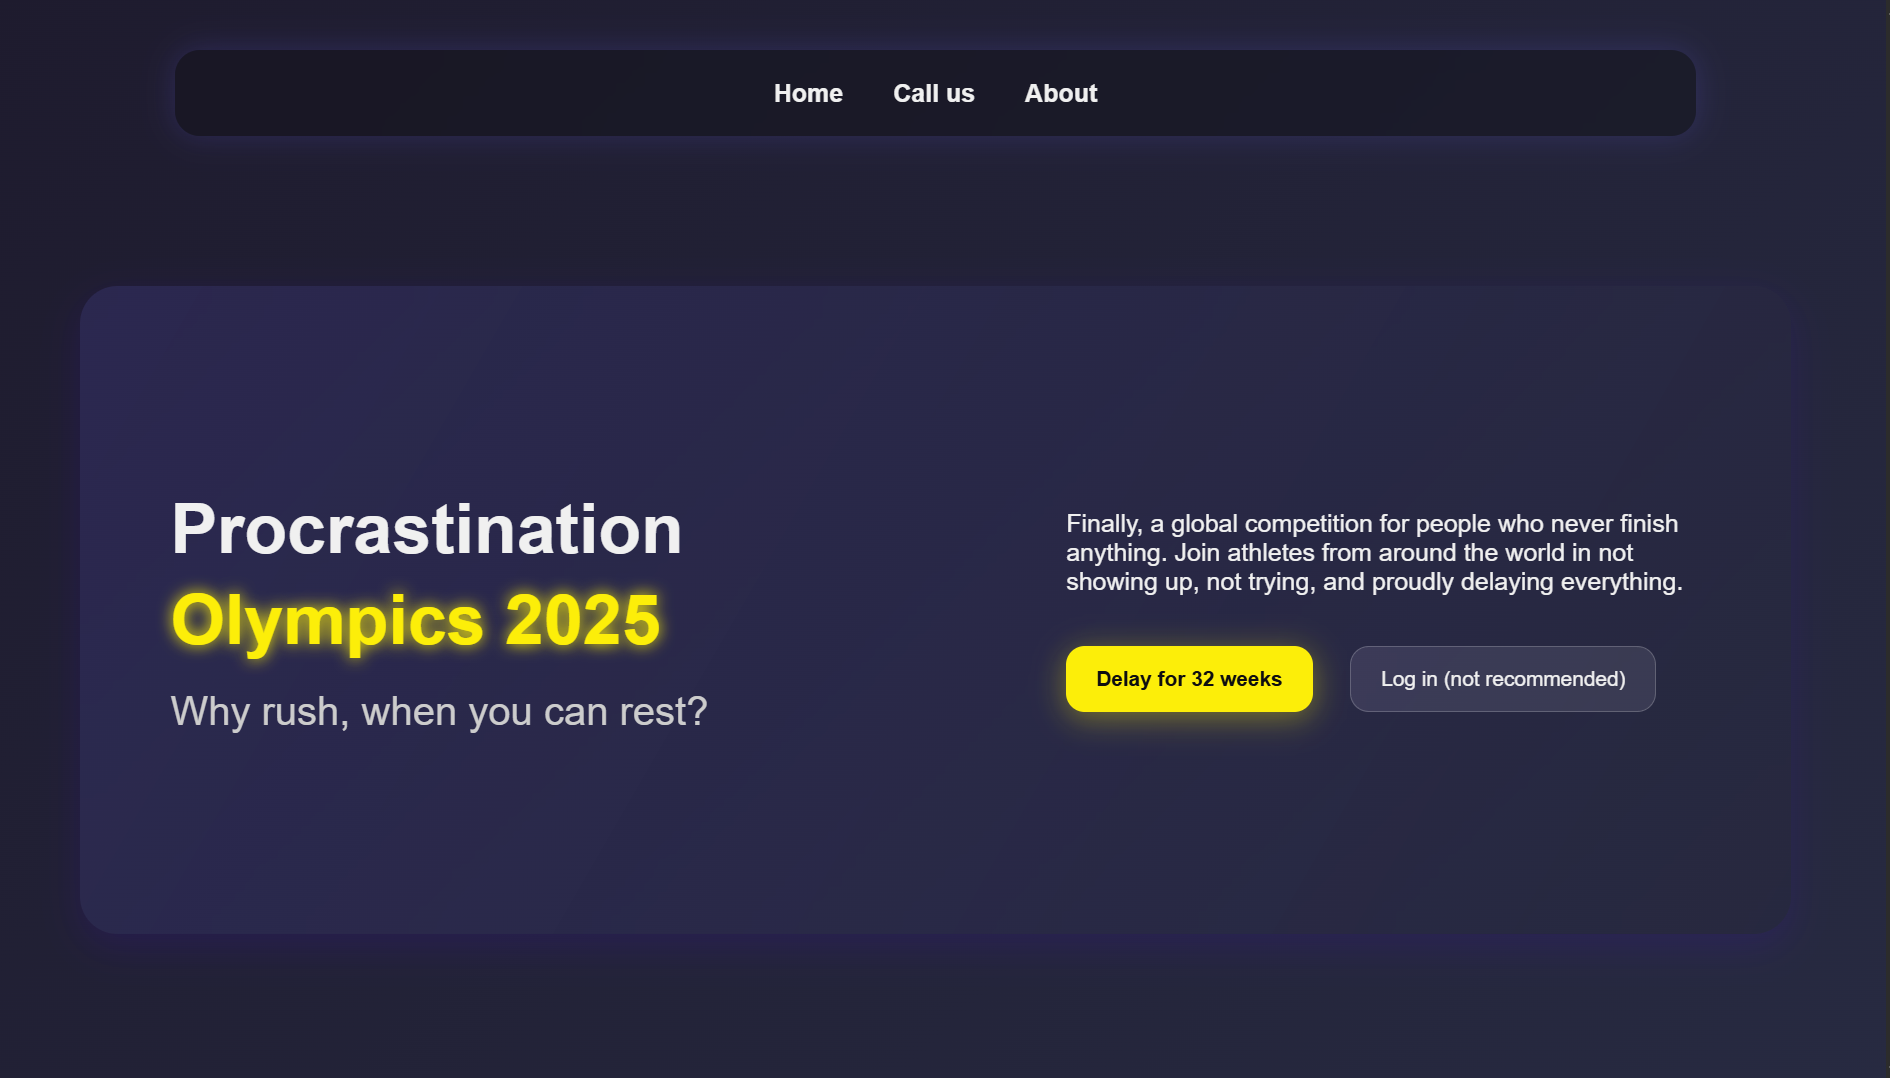 Home Call us About
Procrastination
Olympics 2025
Why rush, when you can rest?
Finally, a global competition for people who never finish
anything. Join athletes from around the world in not
showing up, not trying, and proudly delaying everything.
Delay for 32 weeks
Log in (not recommended)